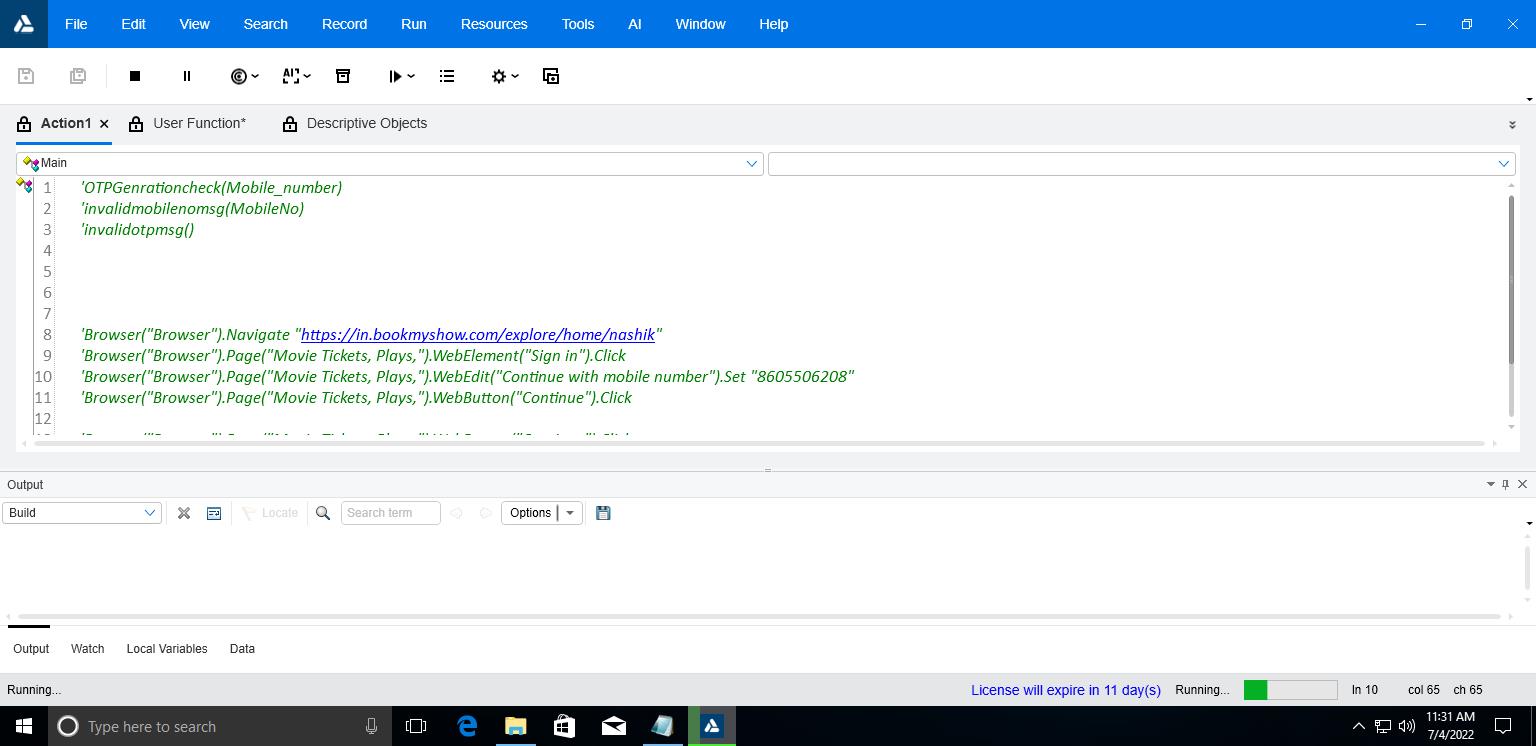 File Edit View Search Record Run Resources Tools AI Window Help
Action1 User Function* Descriptive Objects
Main
1 'OTPGenrationcheck(Mobile_number)
2 'invalidmobilenomsg(MobileNo)
3 'invalidotpmsg()
4
5
6
7
8 'Browser("Browser").Navigate "https://in.bookmyshow.com/explore/home/nashik"
9 'Browser("Browser").Page("Movie Tickets, Plays,").WebElement("Sign in").Click
10 'Browser("Browser").Page("Movie Tickets, Plays,").WebEdit("Continue with mobile number").Set "8605506208"
11 'Browser("Browser").Page("Movie Tickets, Plays,").WebButton("Continue").Click
12
Output
Build Locate Search term Options
Output Watch Local Variables Data
Running... License will expire in 11 day(s) Running... ln 10 col 65 ch 65
Type here to search
11:31 AM
7/4/2022